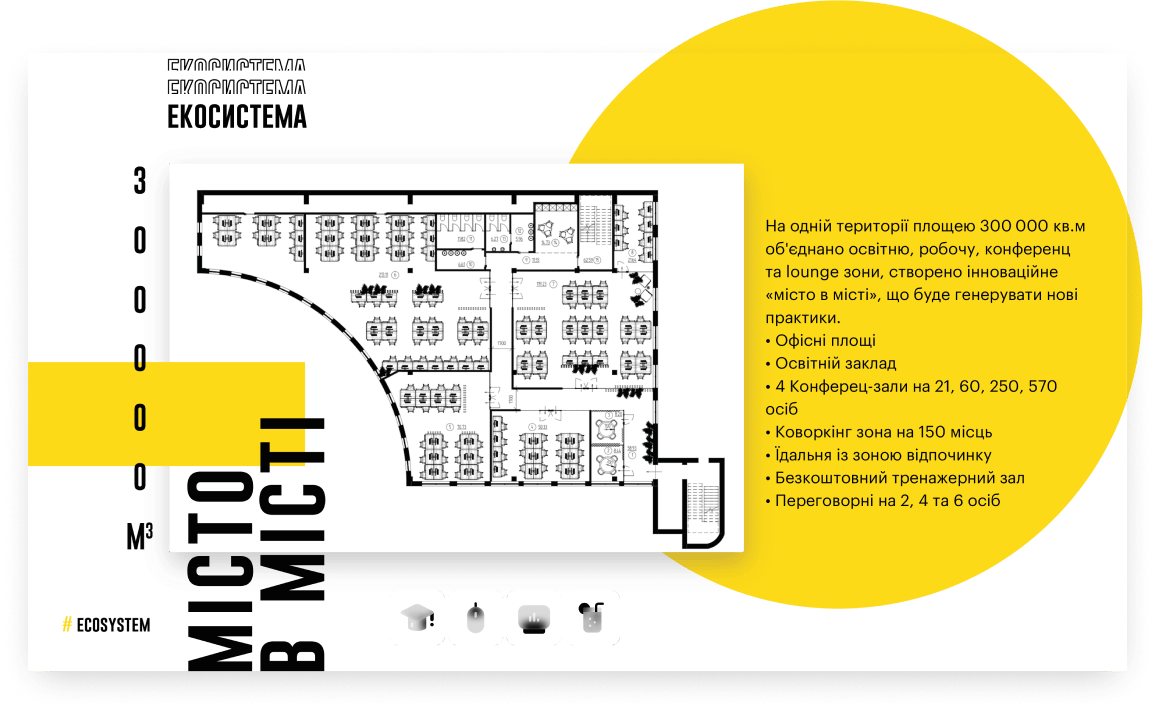 ЕКОСИСТЕМА
ЕКОСИСТЕМА
ЕКОСИСТЕМА
3
0
0
0
0
0
М³
МІСТО
В МІСТІ
# ECOSYSTEM
На одній території площею 300 000 кв.м
об'єднано освітню, робочу, конференц
та lounge зони, створено інноваційне
«місто в місті», що буде генерувати нові
практики.
• Офісні площі
• Освітній заклад
• 4 Конферец-зали на 21, 60, 250, 570
осіб
• Коворкінг зона на 150 місць
• Їдальня із зоною відпочинку
• Безкоштовний тренажерний зал
• Переговорні на 2, 4 та 6 осіб